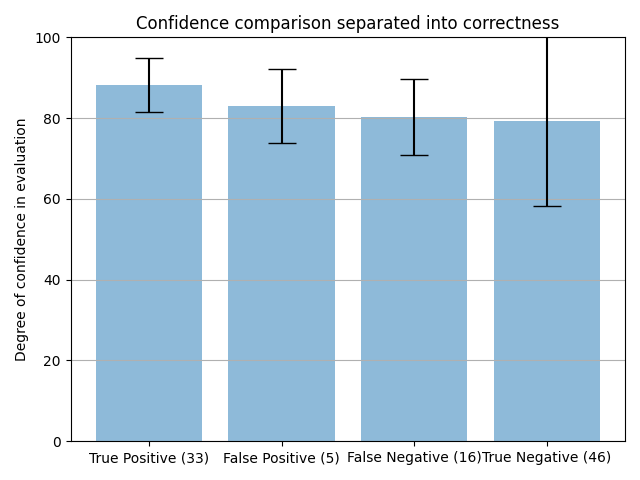 Confidence comparison separated into correctness
Degree of confidence in evaluation
100
80
60
40
20
0
True Positive (33)
False Positive (5)
False Negative (16)
True Negative (46)